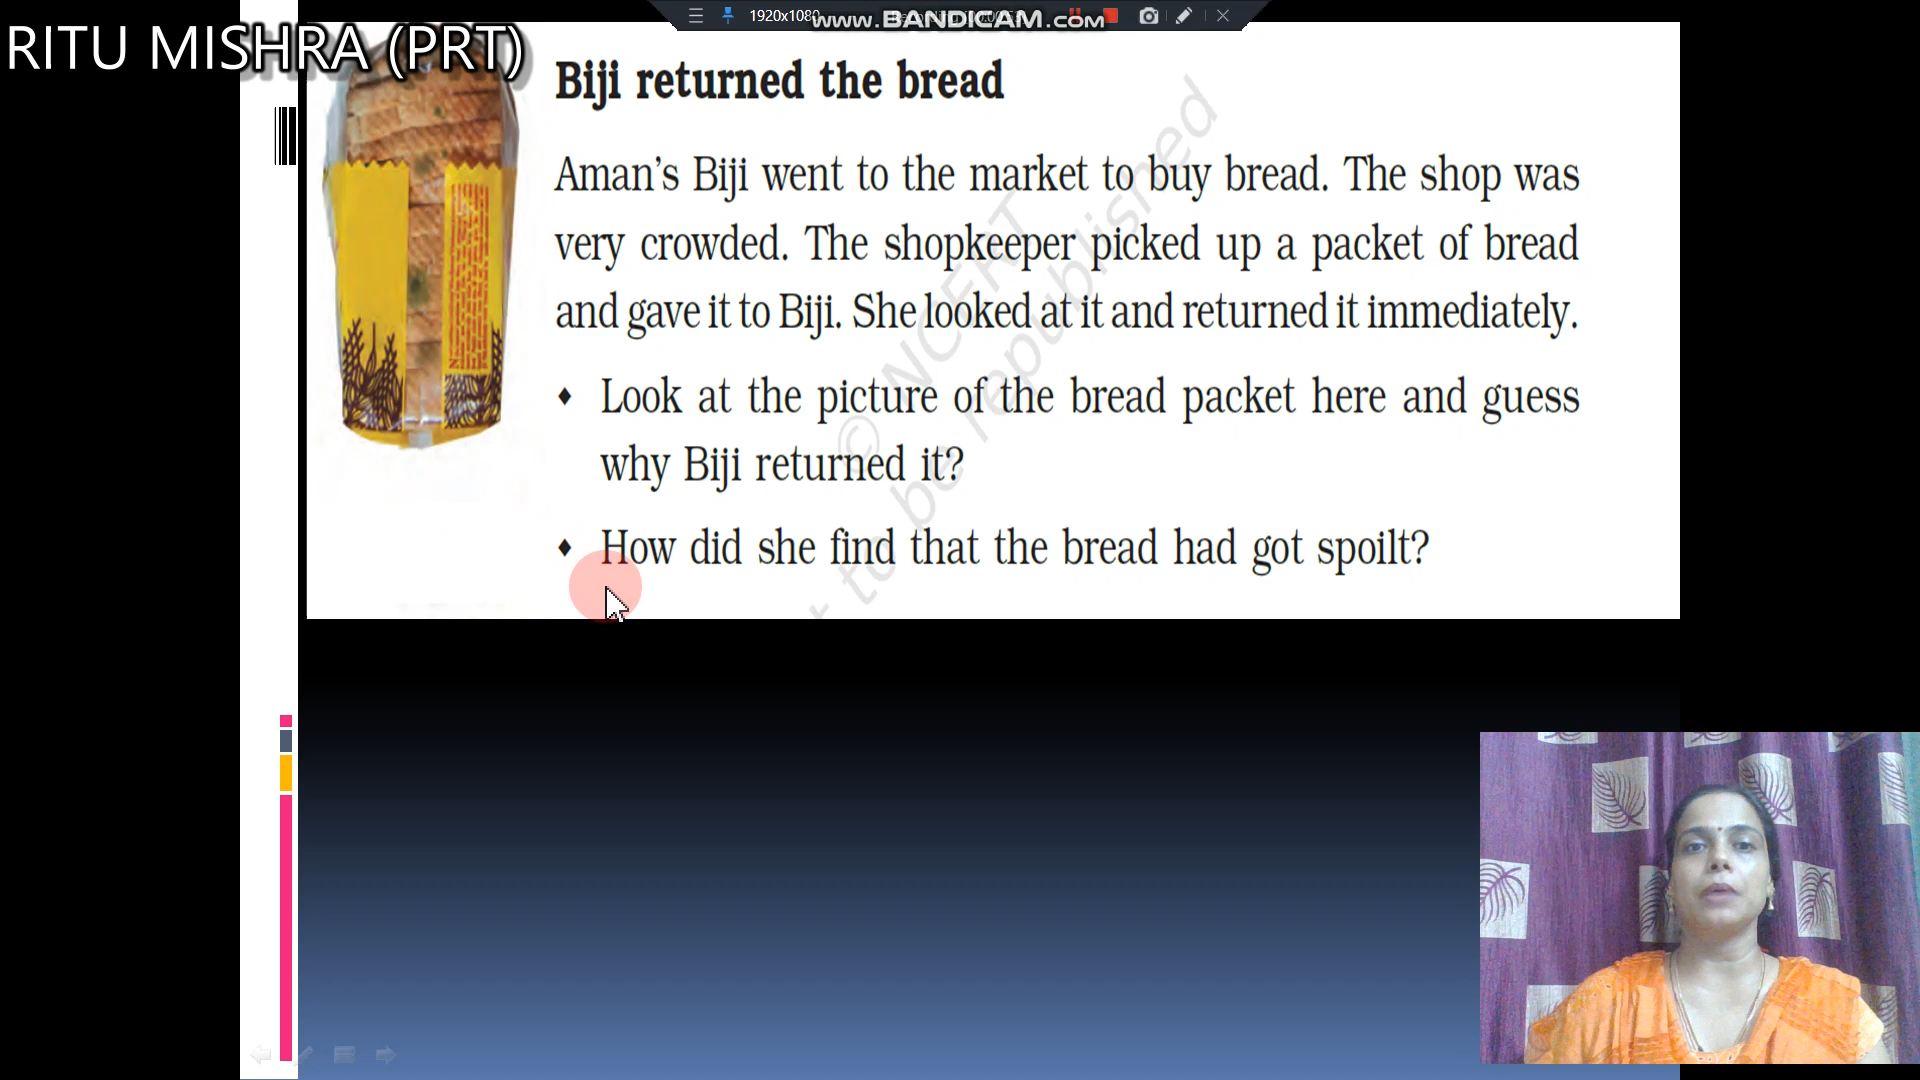 1920x1080
www.BANDICAM.com
RITU MISHRA (PRT)
Biji returned the bread
Aman’s Biji went to the market to buy bread. The shop was
very crowded. The shopkeeper picked up a packet of bread
and gave it to Biji. She looked at it and returned it immediately.
♦ Look at the picture of the bread packet here and guess
why Biji returned it?
♦ How did she find that the bread had got spoilt?
© NCERT
be republished